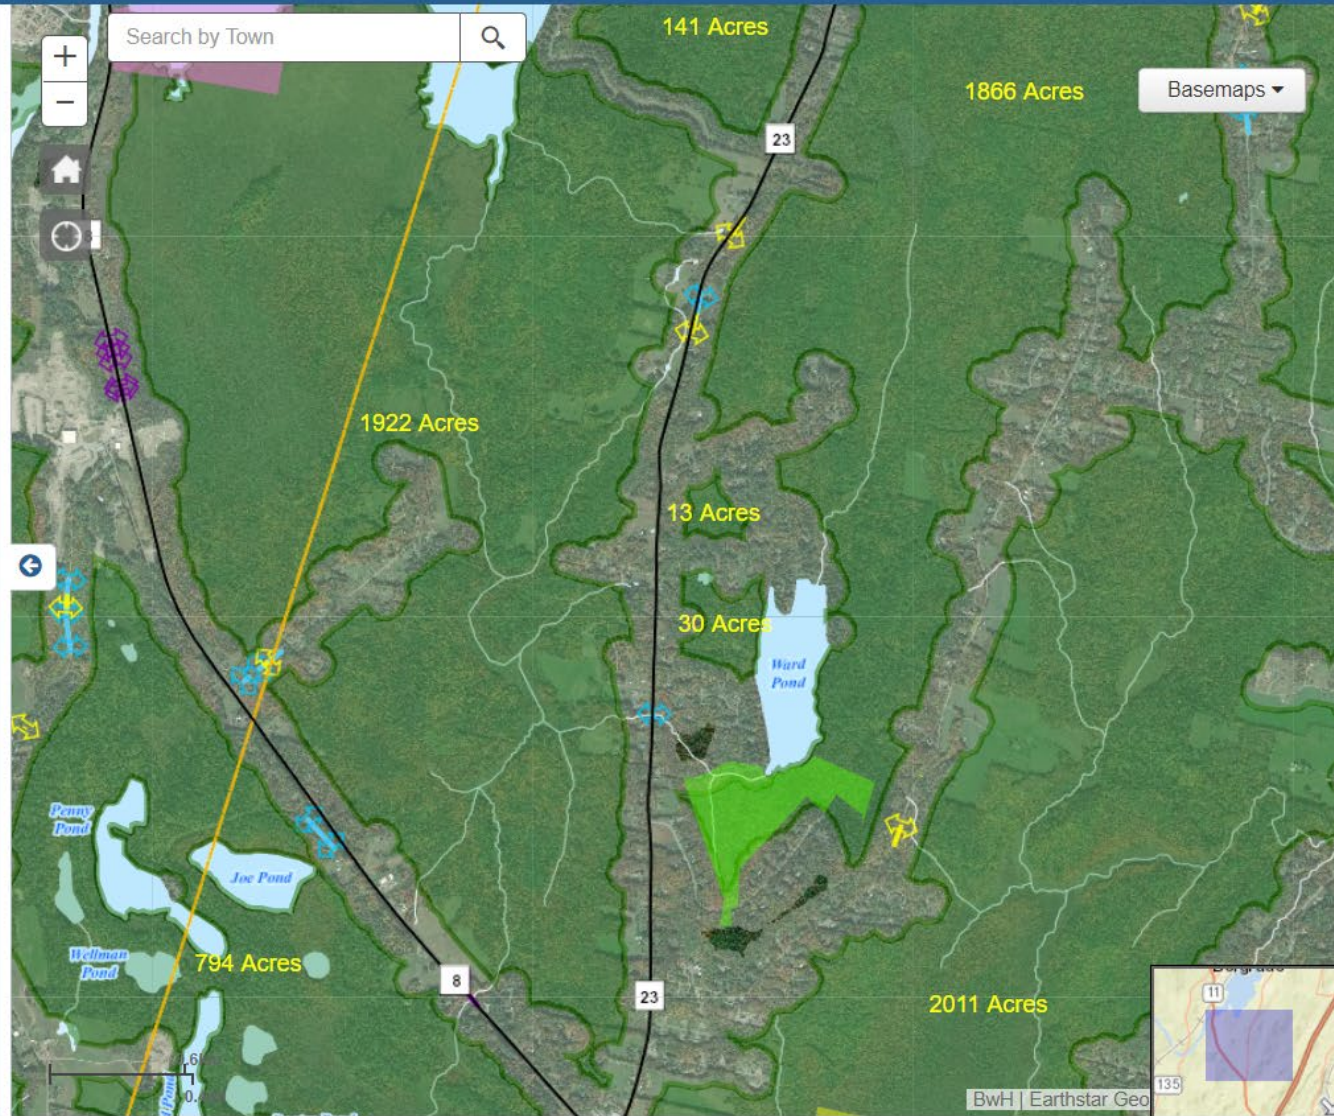 Search by Town
141 Acres
1866 Acres
Basemaps
23
1922 Acres
13 Acres
30 Acres
Ward
Pond
Penny
Pond
Joe Pond
Wellman
Pond
794 Acres
8
23
2011 Acres
11
135
BwH | Earthstar Geo